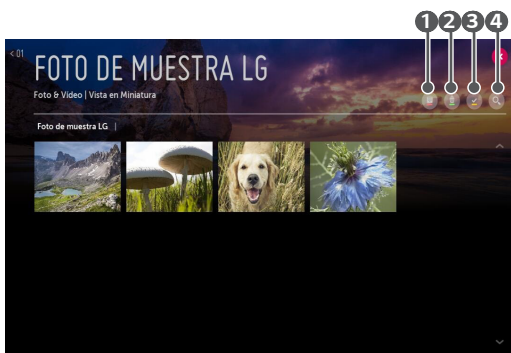 1 2 3 4
< 01
FOTO DE MUESTRA LG
Foto & Video | Vista en Miniatura
Foto de muestra LG |